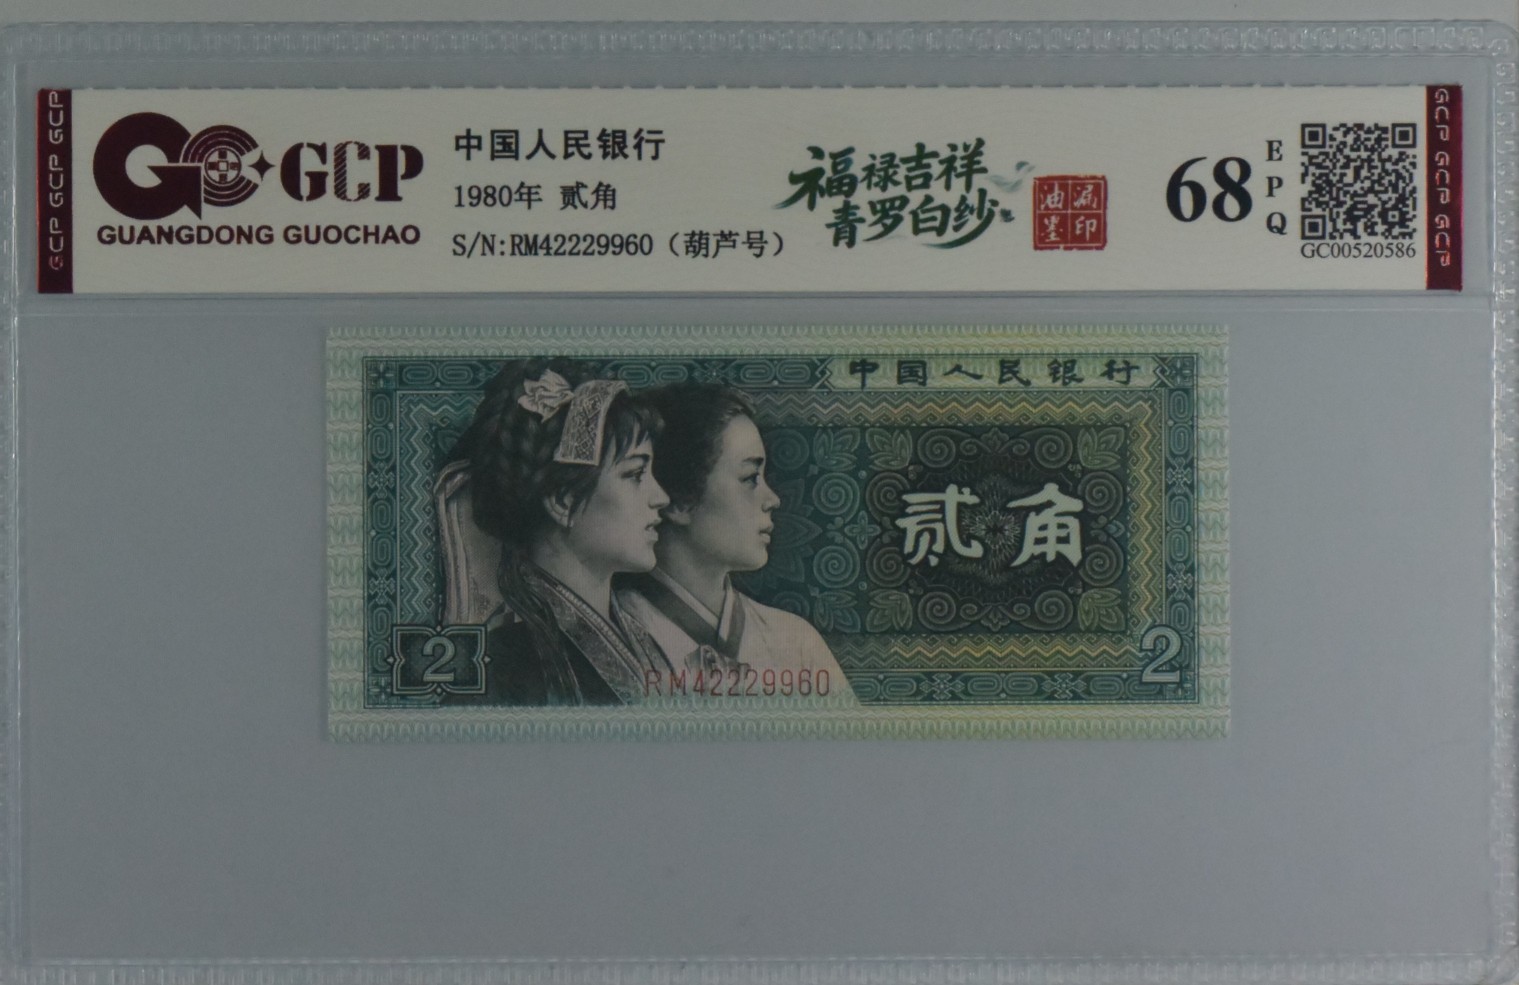 GCP GCP GCP
GCP
GUANGDONG GUOCHAO
中国人民银行
1980年 贰角
S/N:RM42229960（葫芦号）
福禄吉祥
青罗白纱
油墨
漏印
68
EPQ
GC00520586
GCP GCP GCP
中国人民银行
贰角
2
2
RM42229960